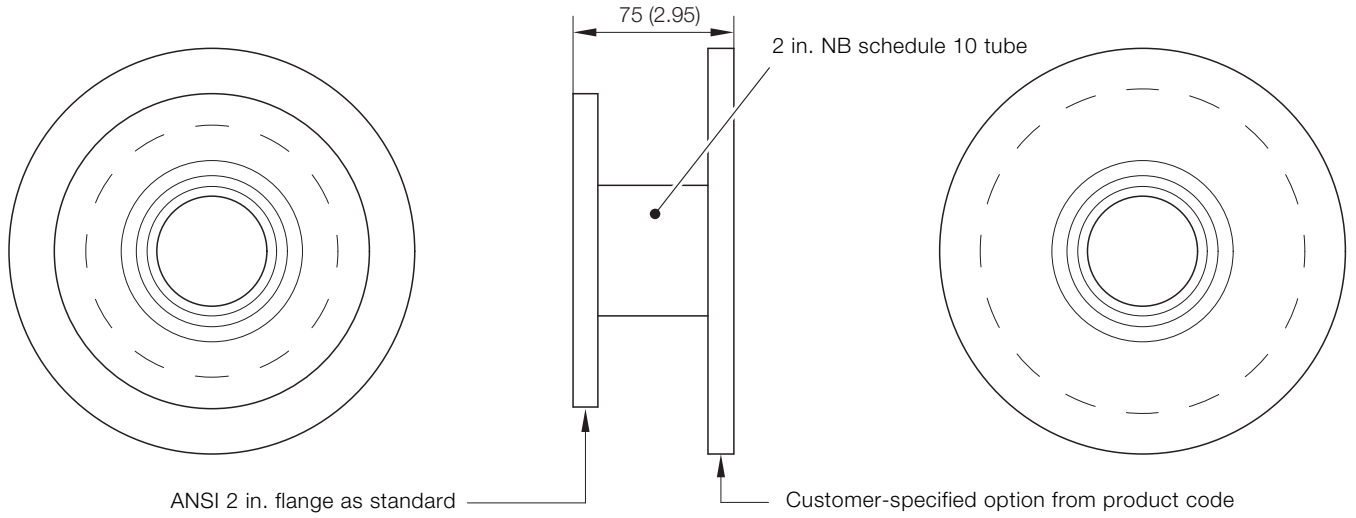 75 (2.95)
2 in. NB schedule 10 tube
ANSI 2 in. flange as standard
Customer-specified option from product code